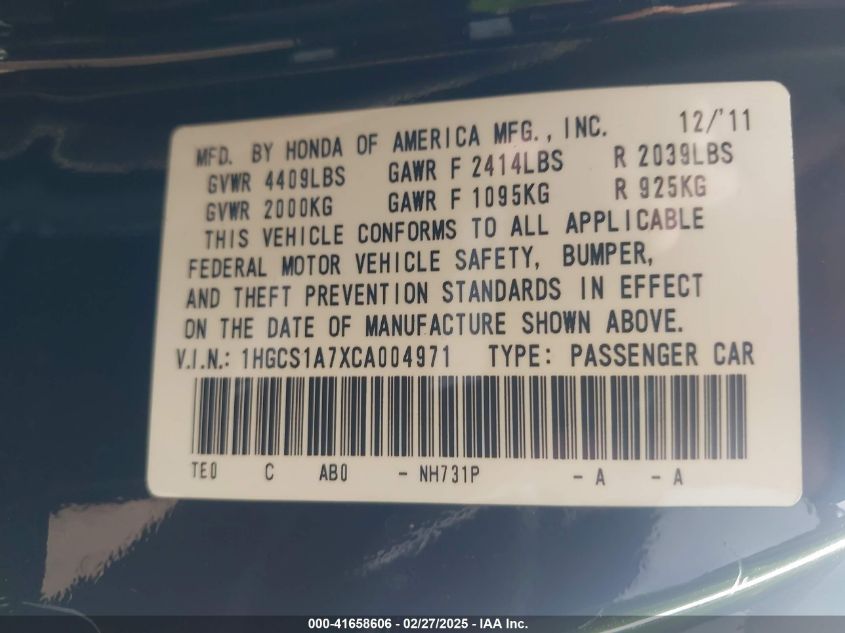 MFD. BY HONDA OF AMERICA MFG., INC. 12/'11
GVWR 4409LBS GAWR F 2414LBS R 2039LBS
GVWR 2000KG GAWR F 1095KG R 925KG
THIS VEHICLE CONFORMS TO ALL APPLICABLE
FEDERAL MOTOR VEHICLE SAFETY, BUMPER,
AND THEFT PREVENTION STANDARDS IN EFFECT
ON THE DATE OF MANUFACTURE SHOWN ABOVE.
V.I.N.: 1HGCS1A7XCA004971 TYPE: PASSENGER CAR
TE0 C AB0 - NH731P - A - A
000-41658606 - 02/27/2025 - IAA Inc.